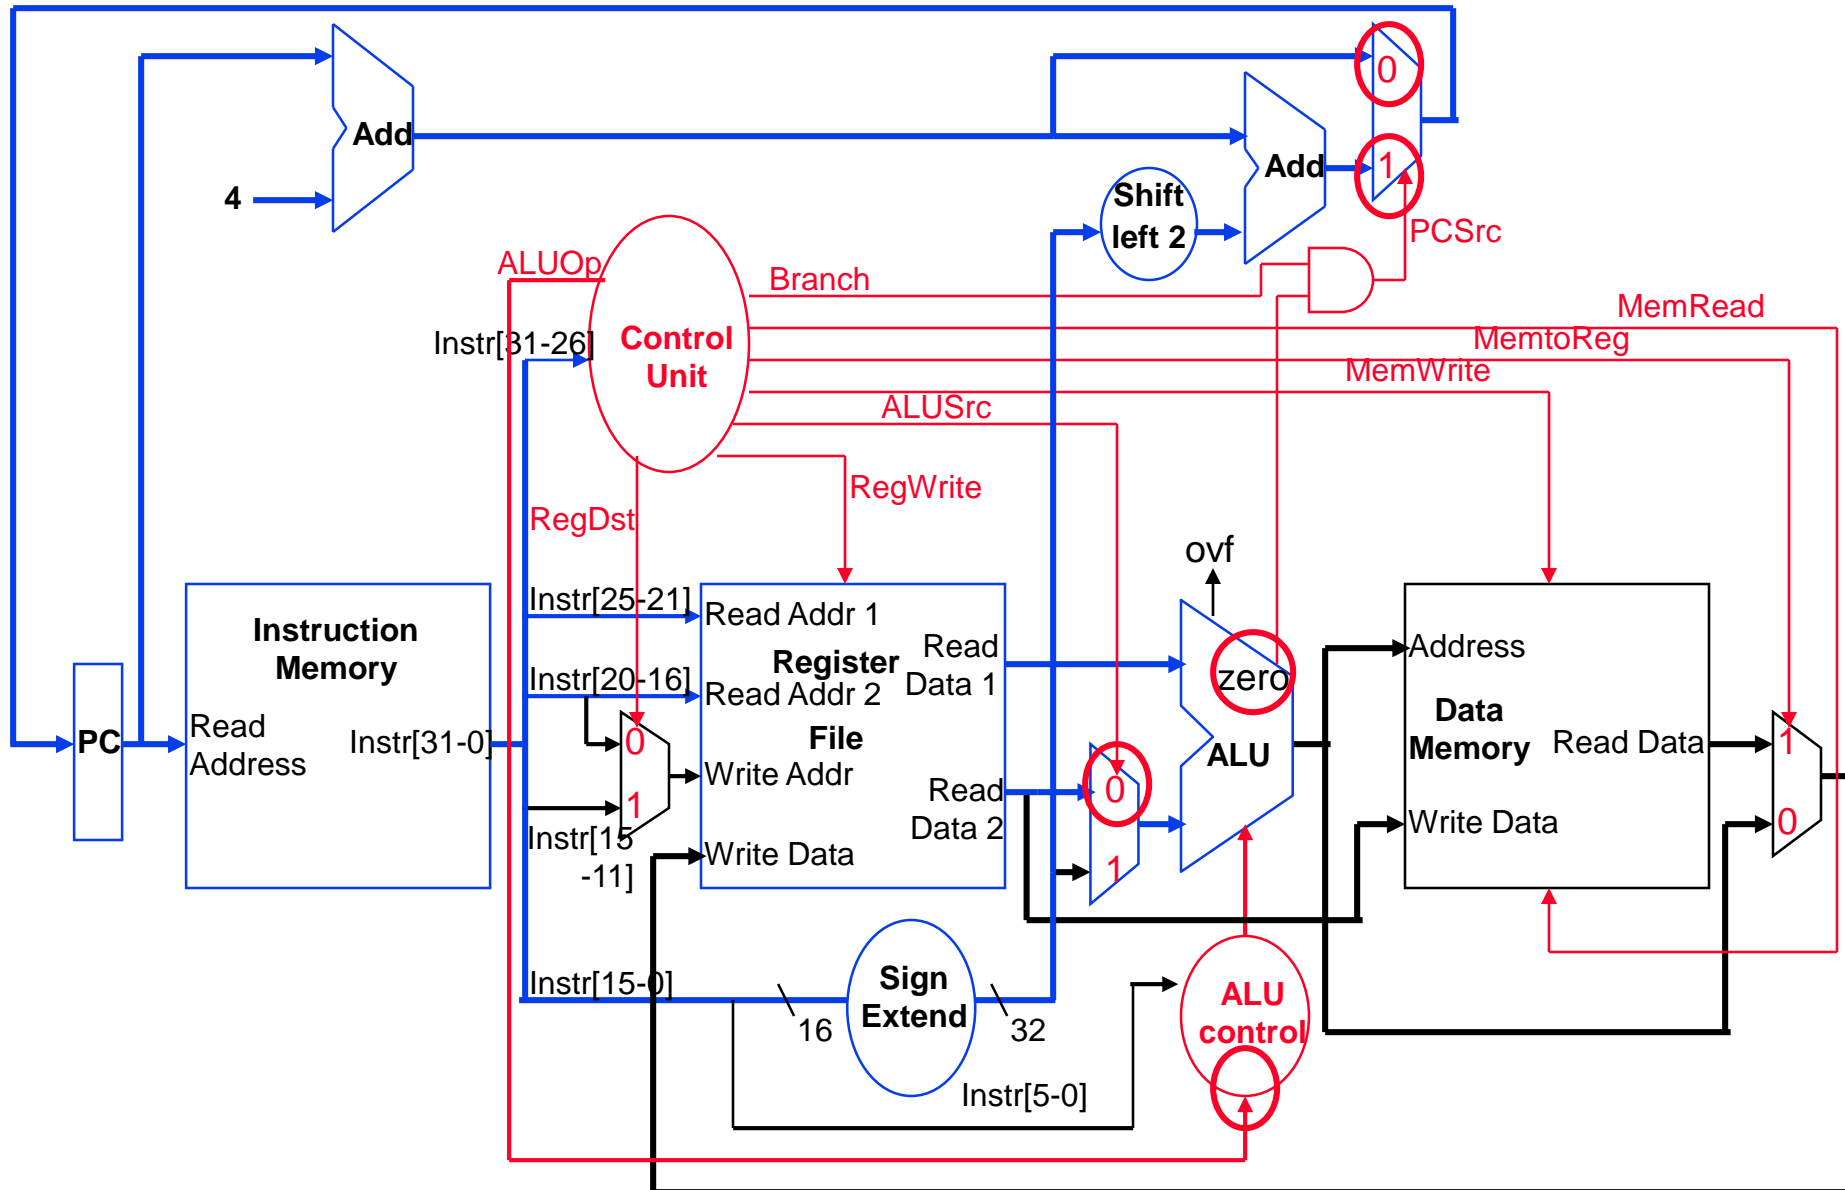 0
Add
1
Add
4
Shift
left 2
PCSrc
ALUOp
Branch
MemRead
Instr[31-26]
Control
Unit
MemtoReg
MemWrite
ALUSrc
RegWrite
RegDst
ovf
Instr[25-21]
Read Addr 1
Instruction
Memory
Register
File
Read
Data 1
Instr[20-16]
Read Addr 2
zero
Address
PC
Read
Address
Instr[31-0]
0
Write Addr
ALU
Data
Memory
Read Data
1
1
Instr[15
-11]
Read
Data 2
0
1
Write Data
Write Data
0
Instr[15-0]
16
Sign
Extend
32
ALU
control
Instr[5-0]